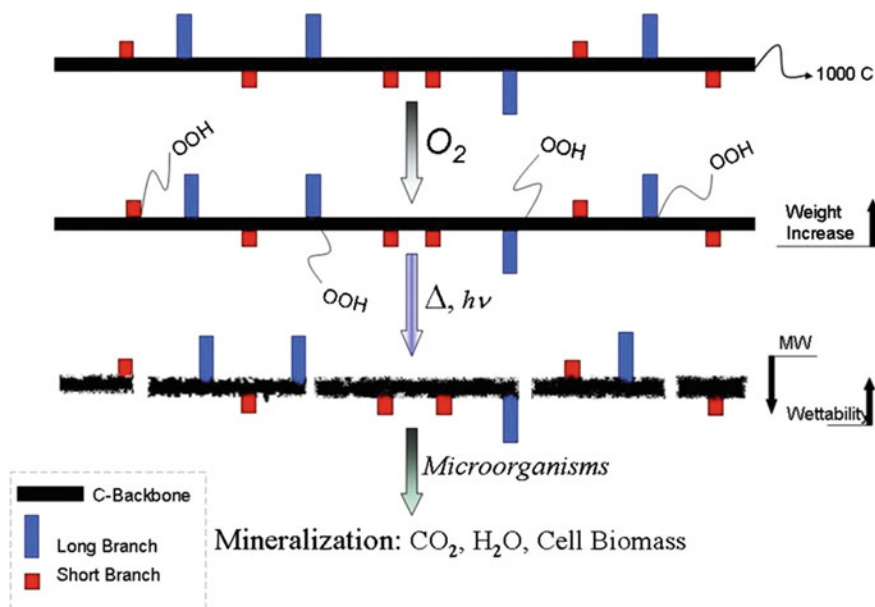 1000 C
O₂
OOH
OOH
OOH
Weight
Increase
OOH
Δ, hν
MW
Wettability
Microorganisms
Mineralization: CO₂, H₂O, Cell Biomass
C-Backbone
Long Branch
Short Branch